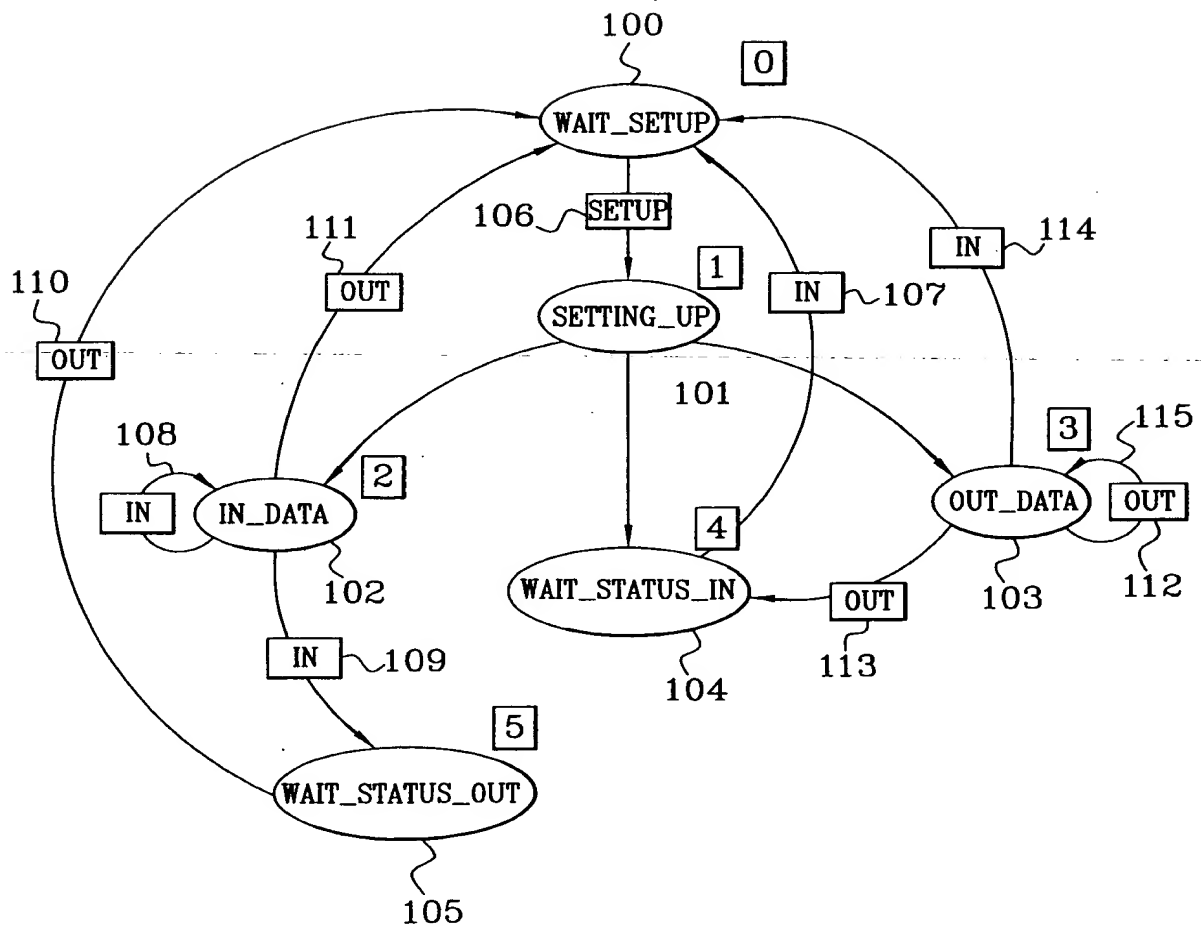 100
0
WAIT_SETUP
106
SETUP
111
114
IN
110
OUT
1
IN
107
SETTING_UP
OUT
101
108
2
3
115
IN
IN_DATA
OUT_DATA
OUT
4
102
WAIT_STATUS_IN
OUT
103
112
IN
109
113
104
5
WAIT_STATUS_OUT
105